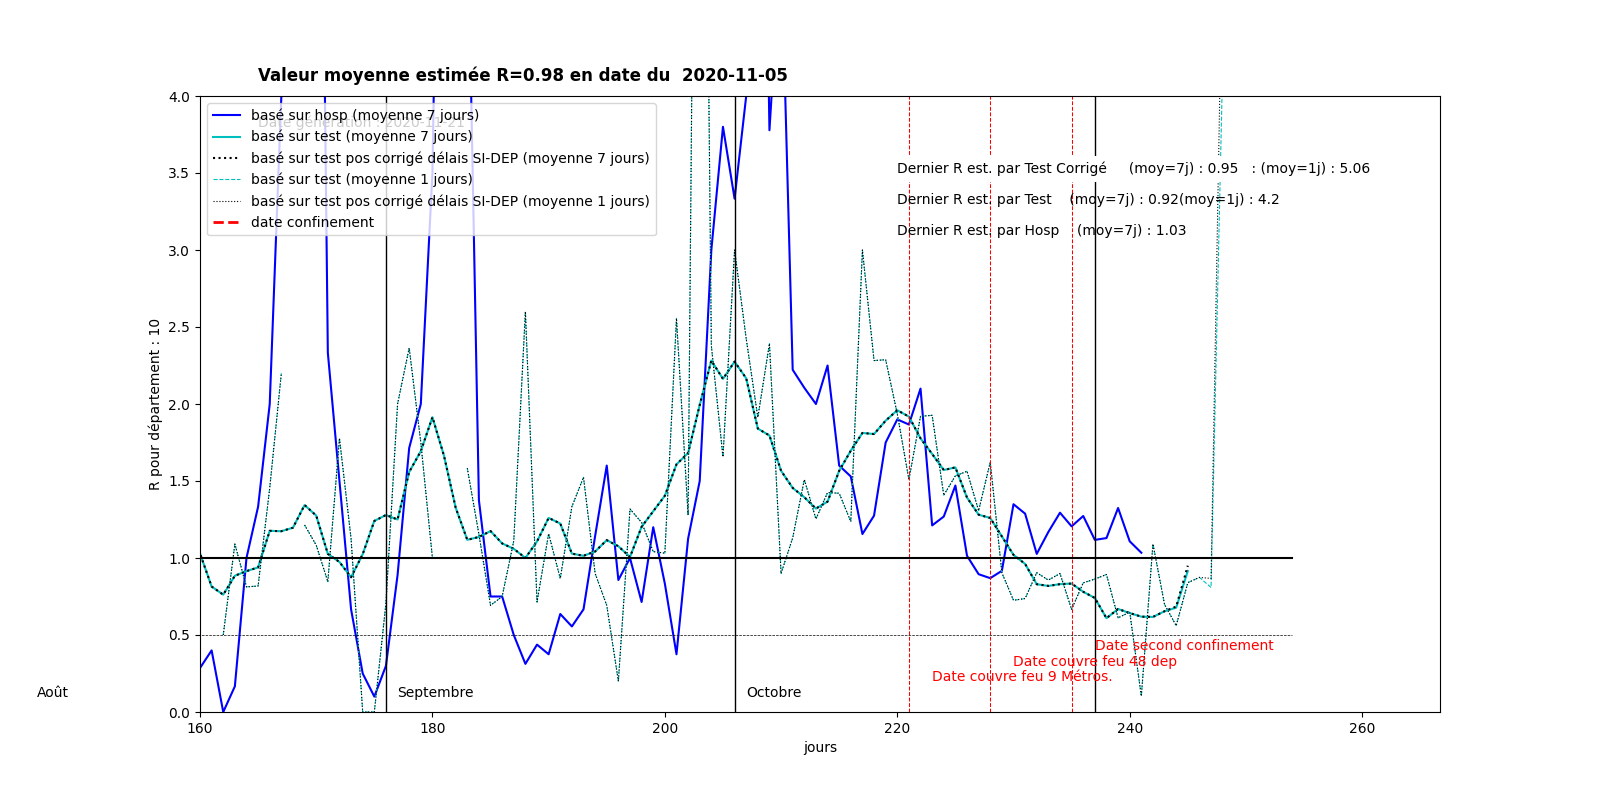 Valeur moyenne estimée R=0.98 en date du  2020-11-05
4.0
3.5
3.0
2.5
2.0
1.5
1.0
0.5
0.0
R pour département : 10
basé sur hosp (moyenne 7 jours)
basé sur test (moyenne 7 jours)
basé sur test pos corrigé délais SI-DEP (moyenne 7 jours)
basé sur test (moyenne 1 jours)
basé sur test pos corrigé délais SI-DEP (moyenne 1 jours)
date confinement
Dernier R est. par Test Corrigé     (moy=7j) : 0.95   : (moy=1j) : 5.06
Dernier R est. par Test    (moy=7j) : 0.92(moy=1j) : 4.2
Dernier R est. par Hosp    (moy=7j) : 1.03
Date second confinement
Date couvre feu 48 dep
Date couvre feu 9 Métros.
Août
Septembre
Octobre
160
180
200
220
240
260
jours